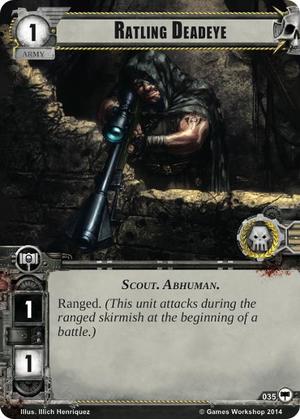 1
RATLING DEADEYE
ARMY
SCOUT. ABHUMAN.
1
Ranged. (This unit attacks during the
ranged skirmish at the beginning of a
battle.)
1
035
Illus. Illich Henriquez
© Games Workshop 2014